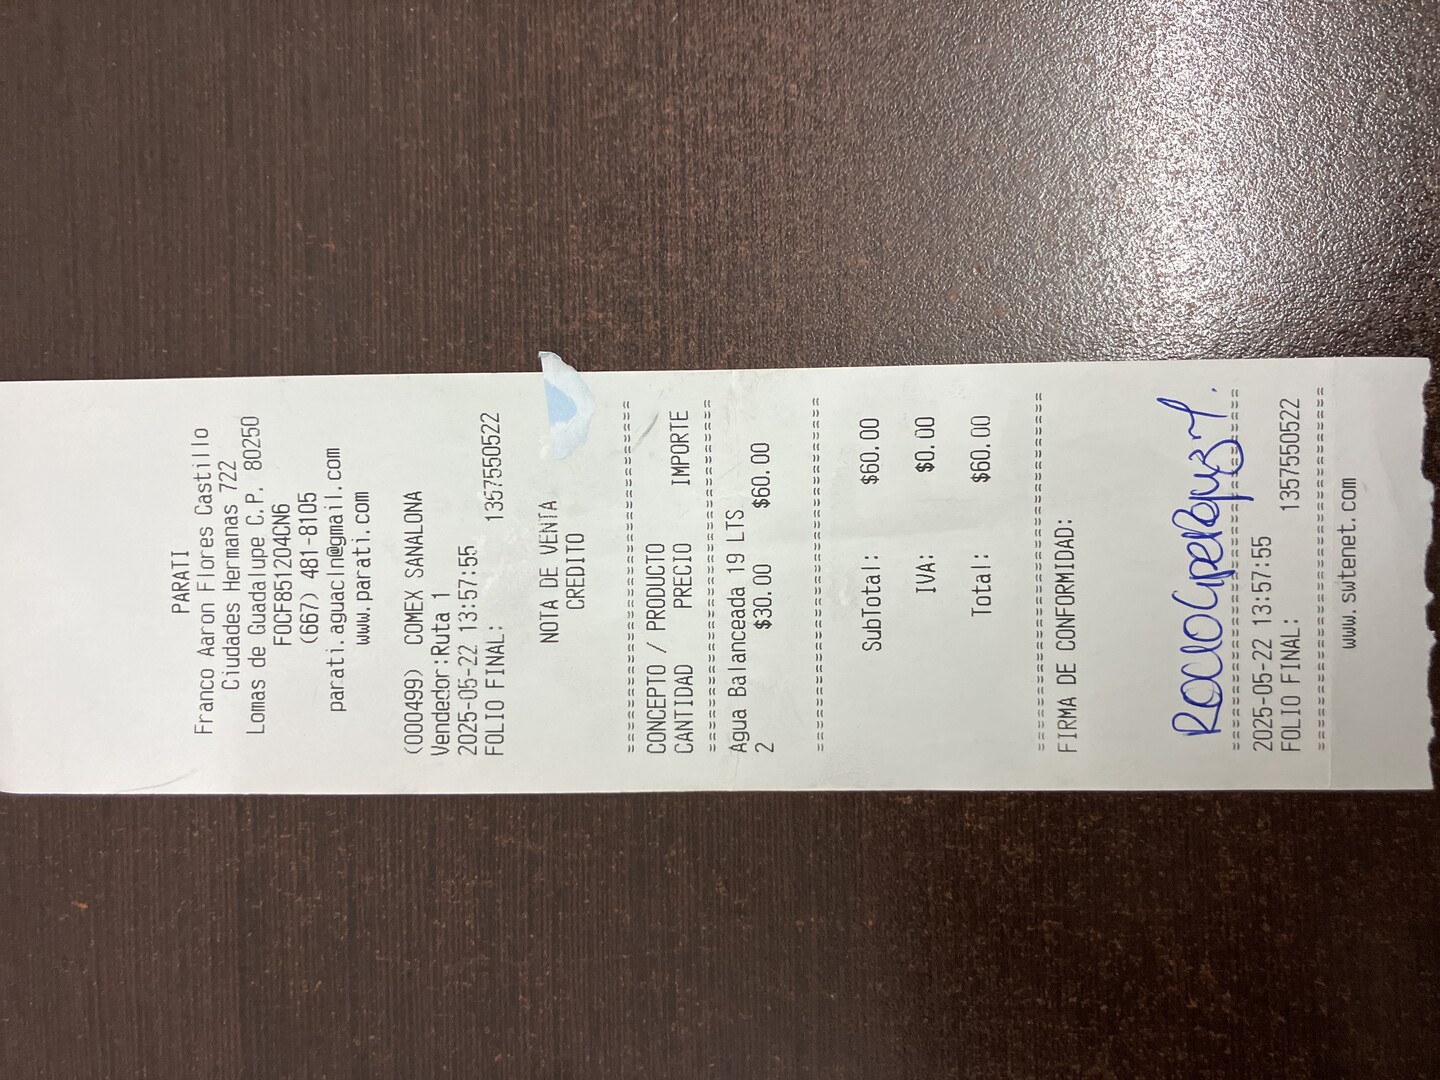 PARATI
Franco Aaron Flores Castillo
Ciudades Hermanas 722
Lomas de Guadalupe C.P. 80250
FOCF851204CN6
(667) 481-8105
parati.aguacln@gmail.com
www.parati.com
(000499) COMEX SANALONA
Vendedor:Ruta 1
2025-05-22 13:57:55
FOLIO FINAL: 1357550522
NOTA DE VENTA
CREDITO
==============================
CONCEPTO / PRODUCTO
CANTIDAD PRECIO IMPORTE
==============================
Agua Balanceada 19 LTS
2 $30.00 $60.00
==============================
SubTotal: $60.00
IVA: $0.00
Total: $60.00
==============================
FIRMA DE CONFORMIDAD:
Rocio
==============================
2025-05-22 13:57:55
FOLIO FINAL: 1357550522
==============================
www.swtenet.com